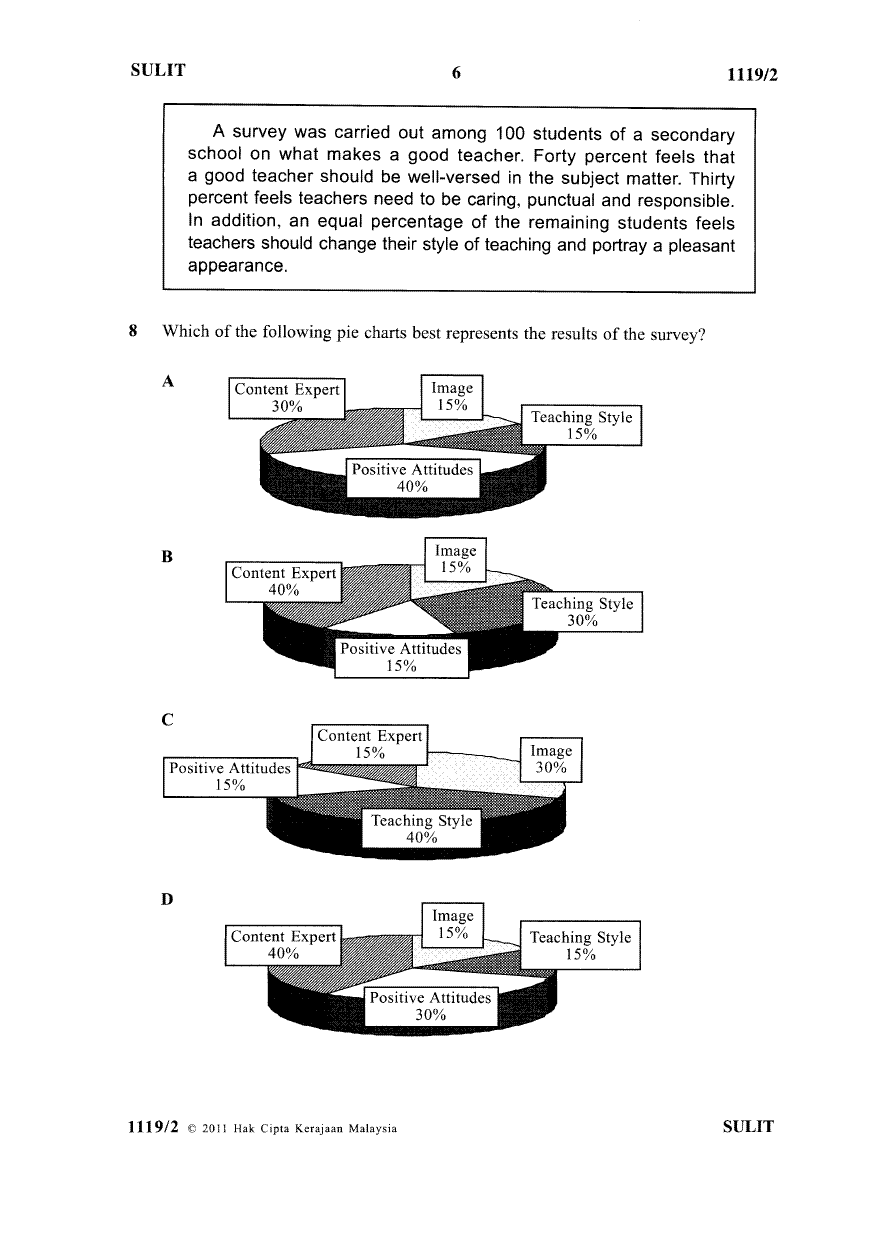 SULIT 6 1119/2
A survey was carried out among 100 students of a secondary
school on what makes a good teacher. Forty percent feels that
a good teacher should be well-versed in the subject matter. Thirty
percent feels teachers need to be caring, punctual and responsible.
In addition, an equal percentage of the remaining students feels
teachers should change their style of teaching and portray a pleasant
appearance.
8 Which of the following pie charts best represents the results of the survey?
A
Content Expert
30%
Image
15%
Teaching Style
15%
Positive Attitudes
40%
B
Content Expert
40%
Image
15%
Teaching Style
30%
Positive Attitudes
15%
C
Content Expert
15%
Image
30%
Positive Attitudes
15%
Teaching Style
40%
D
Content Expert
40%
Image
15%
Teaching Style
15%
Positive Attitudes
30%
1119/2 © 2011 Hak Cipta Kerajaan Malaysia SULIT